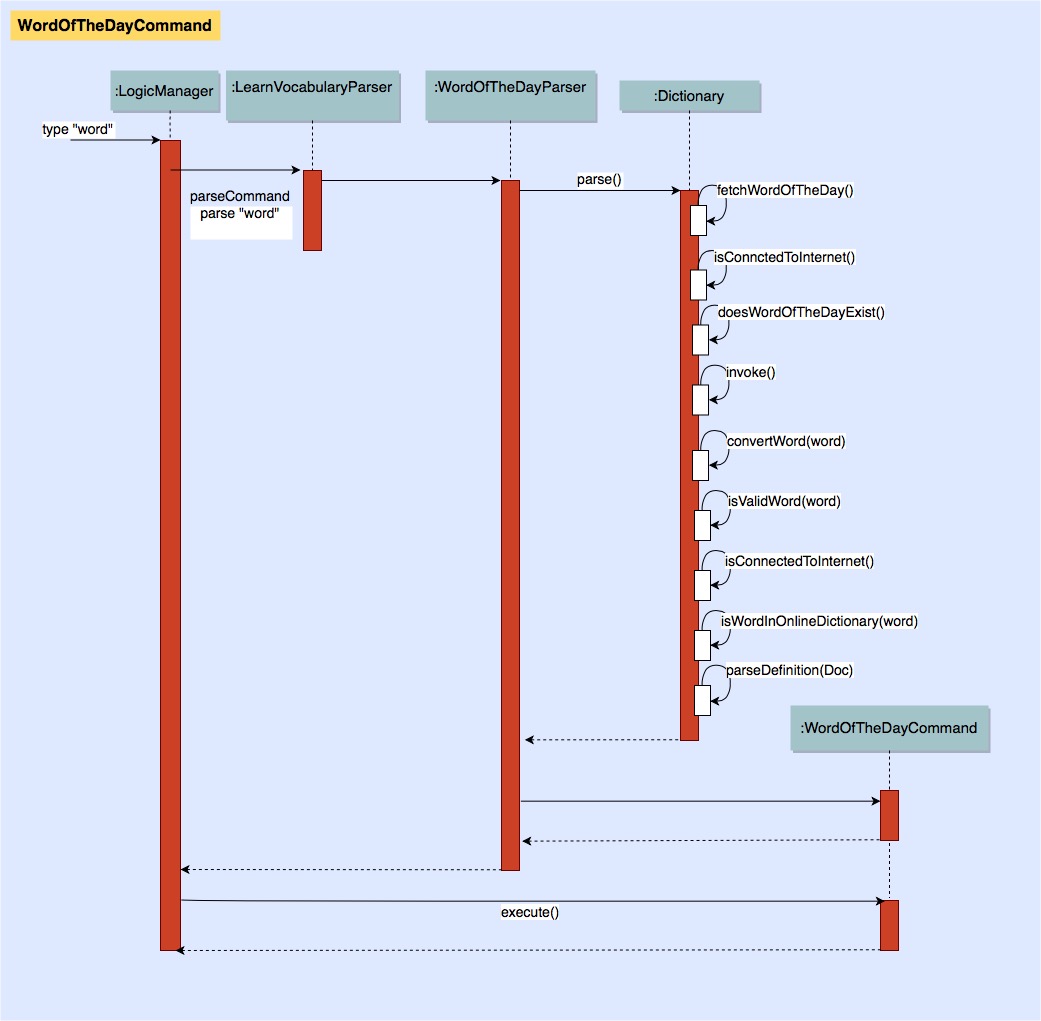 WordOfTheDayCommand
:LogicManager
:LearnVocabularyParser
:WordOfTheDayParser
:Dictionary
type "word"
parseCommand
parse "word"
parse()
fetchWordOfTheDay()
isConnctedToInternet()
doesWordOfTheDayExist()
invoke()
convertWord(word)
isValidWord(word)
isConnectedToInternet()
isWordInOnlineDictionary(word)
parseDefinition(Doc)
:WordOfTheDayCommand
execute()